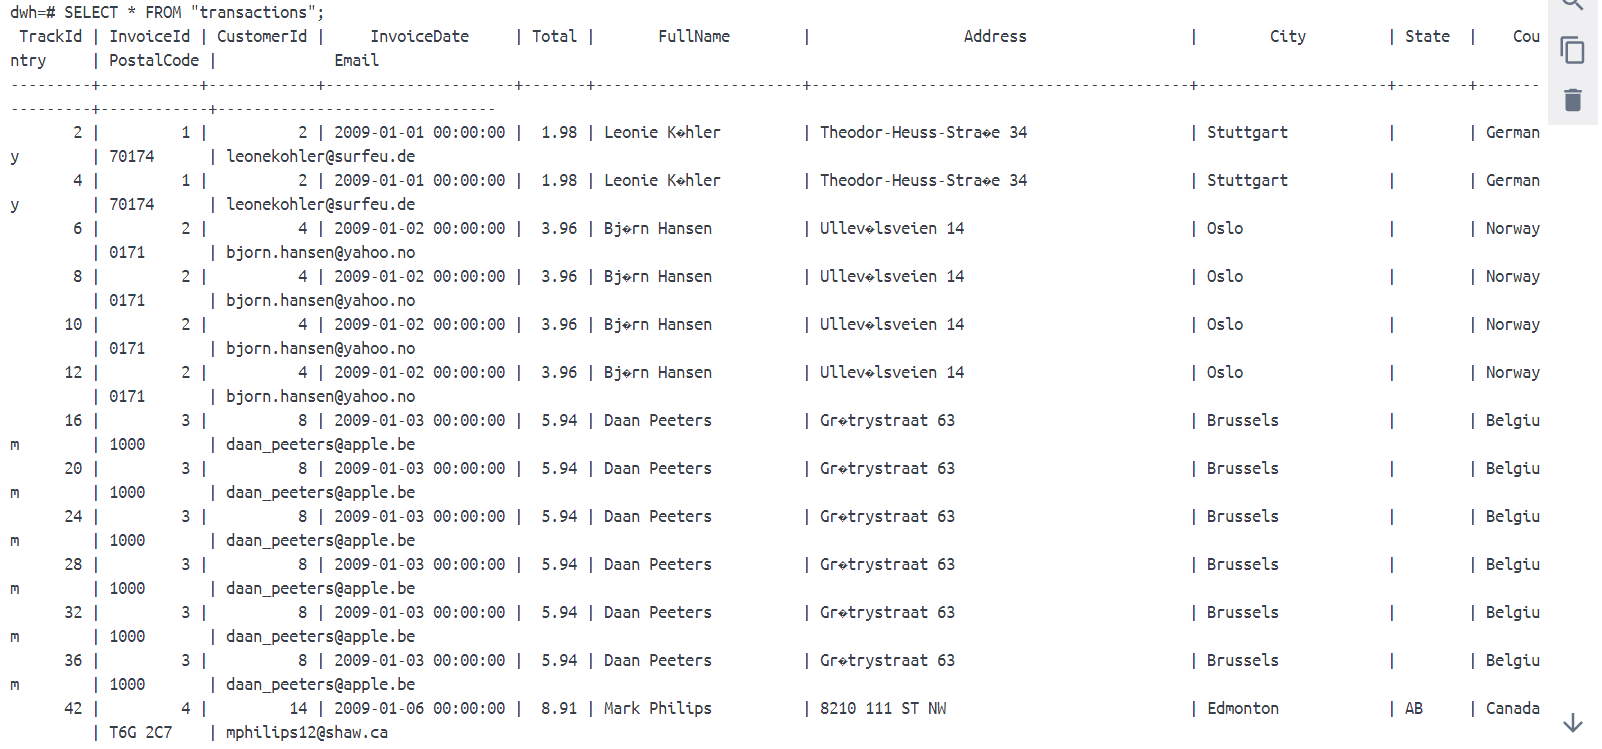 dwh=# SELECT * FROM "transactions";
 TrackId | InvoiceId | CustomerId |     InvoiceDate     | Total |       FullName        |                 Address                  |        City         | State  |    Cou
ntry     | PostalCode |             Email
---------+-----------+------------+---------------------+-------+-----------------------+------------------------------------------+---------------------+--------+-------
---------+------------+-------------------------------
       2 |         1 |          2 | 2009-01-01 00:00:00 |  1.98 | Leonie K�hler         | Theodor-Heuss-Stra�e 34                  | Stuttgart           |        | German
y        | 70174      | leonekohler@surfeu.de
       4 |         1 |          2 | 2009-01-01 00:00:00 |  1.98 | Leonie K�hler         | Theodor-Heuss-Stra�e 34                  | Stuttgart           |        | German
y        | 70174      | leonekohler@surfeu.de
       6 |         2 |          4 | 2009-01-02 00:00:00 |  3.96 | Bj�rn Hansen          | Ullev�lsveien 14                         | Oslo                |        | Norway
         | 0171       | bjorn.hansen@yahoo.no
       8 |         2 |          4 | 2009-01-02 00:00:00 |  3.96 | Bj�rn Hansen          | Ullev�lsveien 14                         | Oslo                |        | Norway
         | 0171       | bjorn.hansen@yahoo.no
      10 |         2 |          4 | 2009-01-02 00:00:00 |  3.96 | Bj�rn Hansen          | Ullev�lsveien 14                         | Oslo                |        | Norway
         | 0171       | bjorn.hansen@yahoo.no
      12 |         2 |          4 | 2009-01-02 00:00:00 |  3.96 | Bj�rn Hansen          | Ullev�lsveien 14                         | Oslo                |        | Norway
         | 0171       | bjorn.hansen@yahoo.no
      16 |         3 |          8 | 2009-01-03 00:00:00 |  5.94 | Daan Peeters          | Gr�trystraat 63                          | Brussels            |        | Belgiu
m        | 1000       | daan_peeters@apple.be
      20 |         3 |          8 | 2009-01-03 00:00:00 |  5.94 | Daan Peeters          | Gr�trystraat 63                          | Brussels            |        | Belgiu
m        | 1000       | daan_peeters@apple.be
      24 |         3 |          8 | 2009-01-03 00:00:00 |  5.94 | Daan Peeters          | Gr�trystraat 63                          | Brussels            |        | Belgiu
m        | 1000       | daan_peeters@apple.be
      28 |         3 |          8 | 2009-01-03 00:00:00 |  5.94 | Daan Peeters          | Gr�trystraat 63                          | Brussels            |        | Belgiu
m        | 1000       | daan_peeters@apple.be
      32 |         3 |          8 | 2009-01-03 00:00:00 |  5.94 | Daan Peeters          | Gr�trystraat 63                          | Brussels            |        | Belgiu
m        | 1000       | daan_peeters@apple.be
      36 |         3 |          8 | 2009-01-03 00:00:00 |  5.94 | Daan Peeters          | Gr�trystraat 63                          | Brussels            |        | Belgiu
m        | 1000       | daan_peeters@apple.be
      42 |         4 |         14 | 2009-01-06 00:00:00 |  8.91 | Mark Philips          | 8210 111 ST NW                           | Edmonton            | AB     | Canada
         | T6G 2C7    | mphilips12@shaw.ca